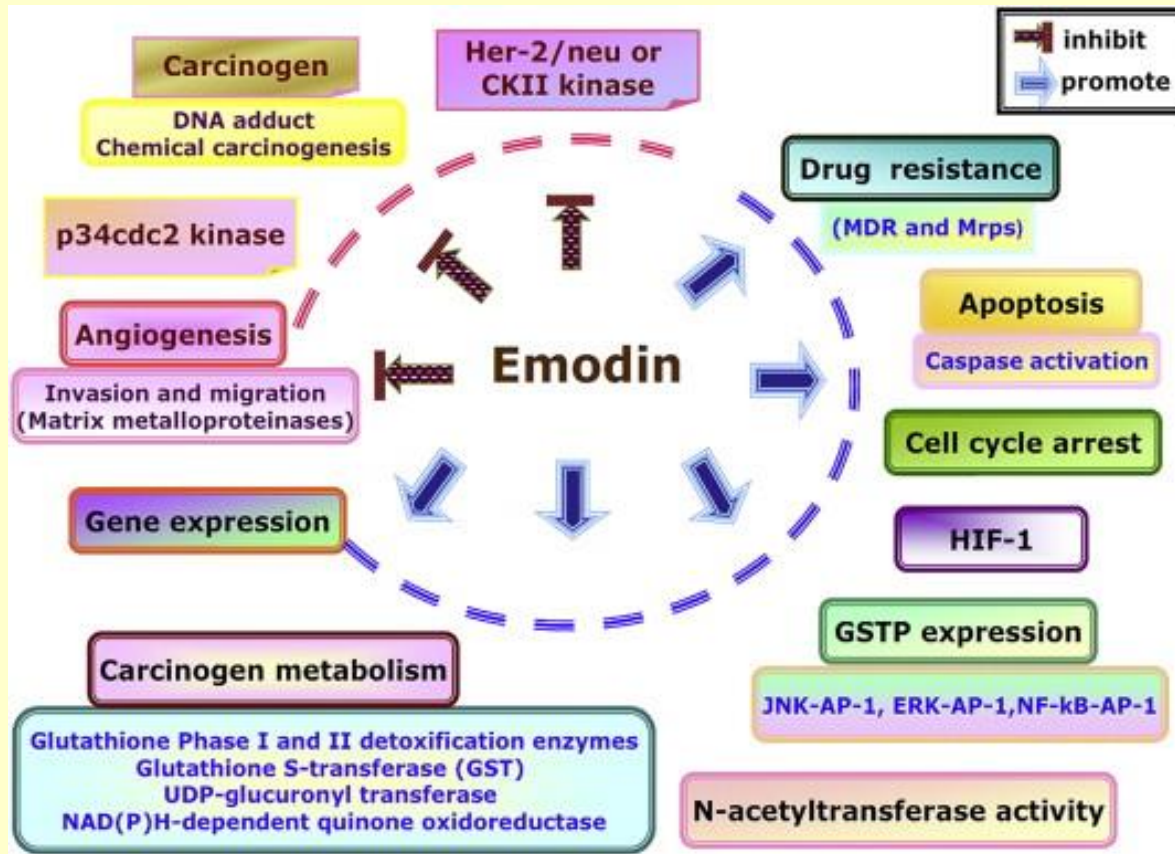 inhibit
promote
Carcinogen
DNA adduct
Chemical carcinogenesis
Her-2/neu or
CKII kinase
Drug resistance
(MDR and Mrps)
p34cdc2 kinase
Angiogenesis
Invasion and migration
(Matrix metalloproteinases)
Emodin
Apoptosis
Caspase activation
Cell cycle arrest
Gene expression
HIF-1
GSTP expression
JNK-AP-1, ERK-AP-1,NF-kB-AP-1
Carcinogen metabolism
Glutathione Phase I and II detoxification enzymes
Glutathione S-transferase (GST)
UDP-glucuronyl transferase
NAD(P)H-dependent quinone oxidoreductase
N-acetyltransferase activity